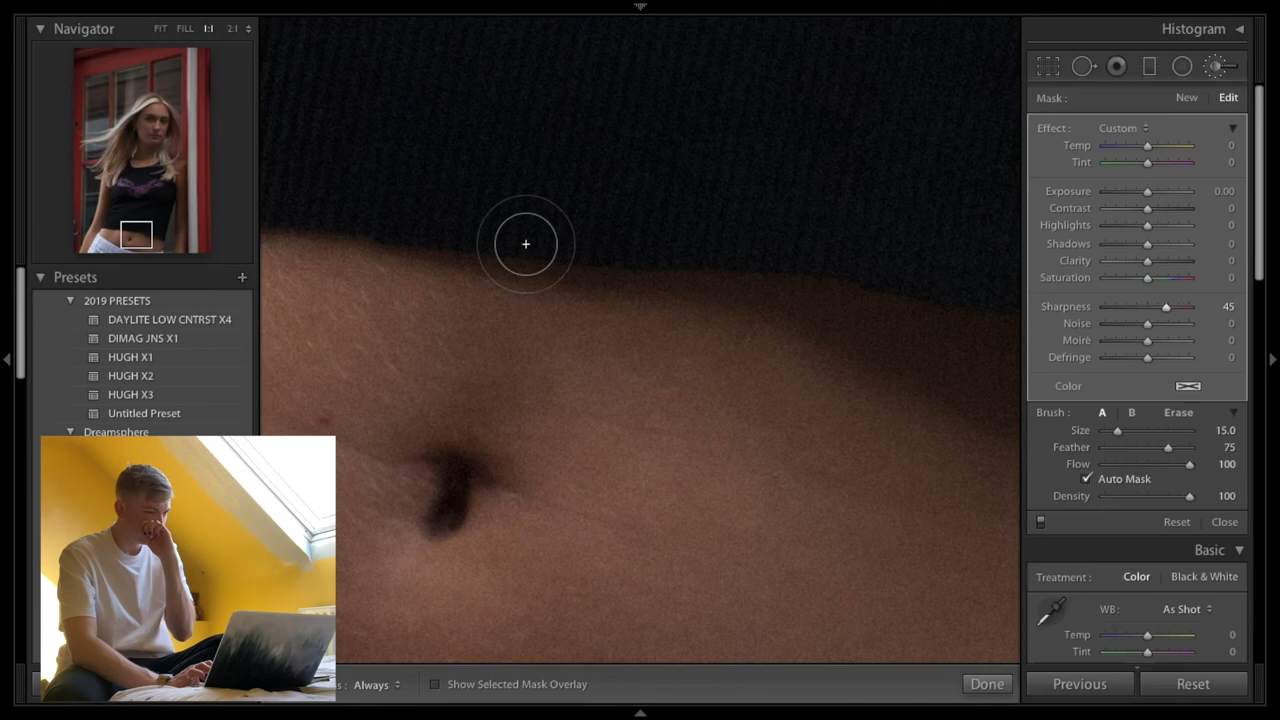 Navigator
FIT FILL 1:1 2:1
Presets +
2019 PRESETS
DAYLITE LOW CNTRST X4
DIMAG JNS X1
HUGH X1
HUGH X2
HUGH X3
Untitled Preset
Dreamsphere
: Always
Show Selected Mask Overlay
Done
Histogram
Mask : New Edit
Effect : Custom
Temp 0
Tint 0
Exposure 0.00
Contrast 0
Highlights 0
Shadows 0
Clarity 0
Saturation 0
Sharpness 45
Noise 0
Moire 0
Defringe 0
Color
Brush : A B Erase
Size 15.0
Feather 75
Flow 100
Auto Mask
Density 100
Reset Close
Basic
Treatment : Color Black & White
WB : As Shot
Temp 0
Tint 0
Previous Reset